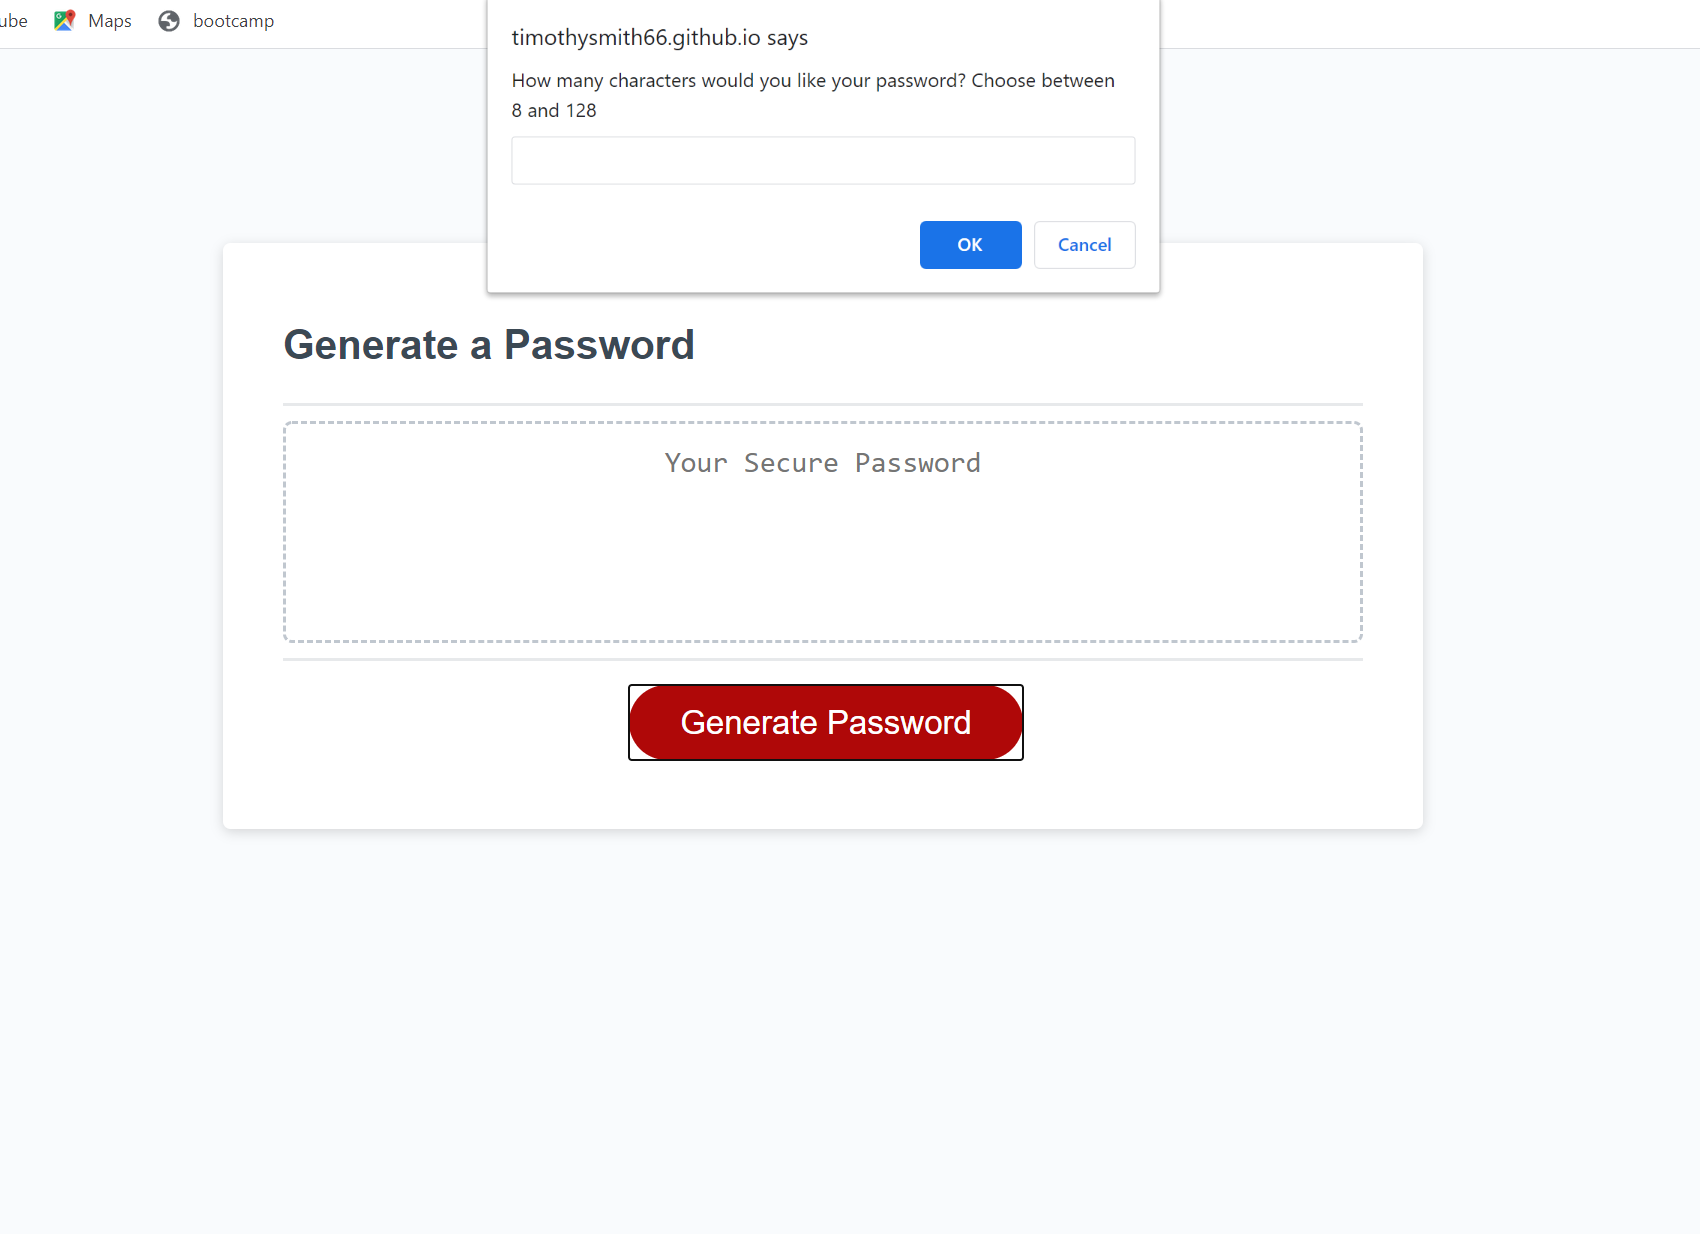 ube Maps bootcamp
timothysmith66.github.io says
How many characters would you like your password? Choose between
8 and 128
OK Cancel
Generate a Password
Your Secure Password
Generate Password